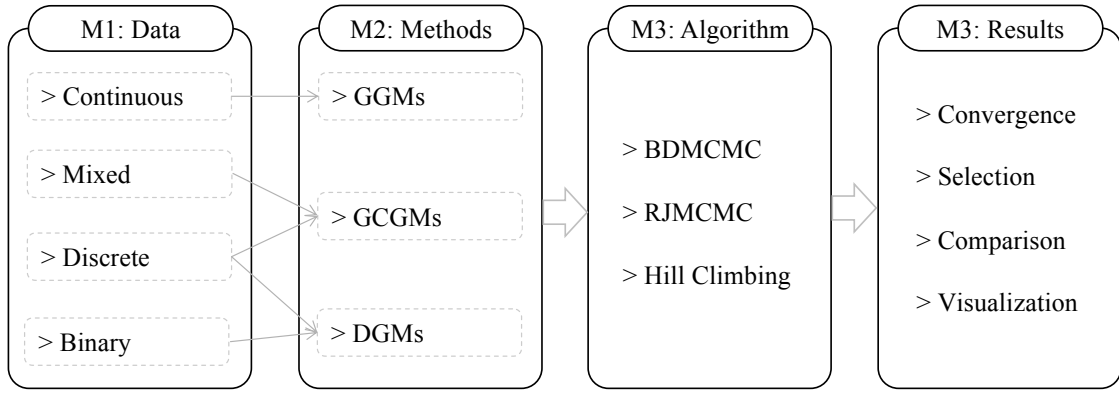 M1: Data
> Continuous
> Mixed
> Discrete
> Binary
M2: Methods
> GGMs
> GCGMs
> DGMs
M3: Algorithm
> BDMCMC
> RJMCMC
> Hill Climbing
M3: Results
> Convergence
> Selection
> Comparison
> Visualization